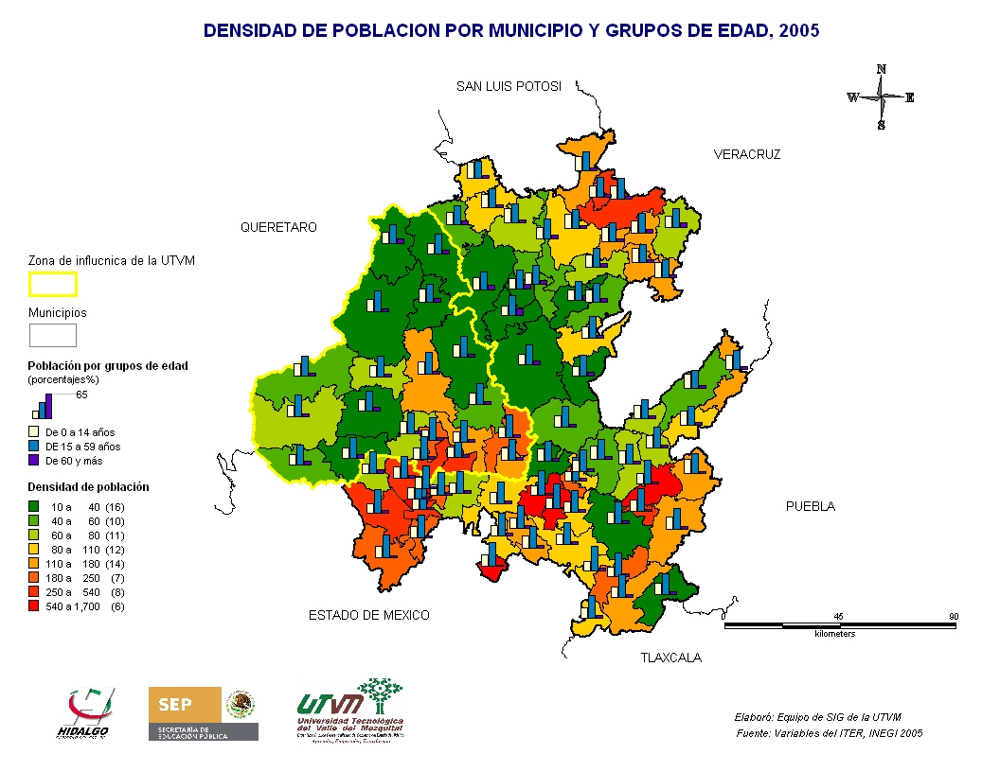 DENSIDAD DE POBLACION POR MUNICIPIO Y GRUPOS DE EDAD, 2005
SAN LUIS POTOSI
N
W E
S
VERACRUZ
QUERETARO
Zona de influcnica de la UTVM
Municipios
Población por grupos de edad
(porcentajes%)
65
De 0 a 14 años
DE 15 a 59 años
De 60 y más
Densidad de población
10 a 40 (16)
40 a 60 (10)
60 a 80 (11)
80 a 110 (12)
110 a 180 (14)
180 a 250 (7)
250 a 540 (8)
540 a 1,700 (6)
PUEBLA
ESTADO DE MEXICO
TLAXCALA
0 45 90
kilometers
HIDALGO
SEP
SECRETARÍA DE
EDUCACIÓN PÚBLICA
UTVM
Universidad Tecnológica
del Valle del Mezquital
Elaboró: Equipo de SIG de la UTVM
Fuente: Variables del ITER, INEGI 2005